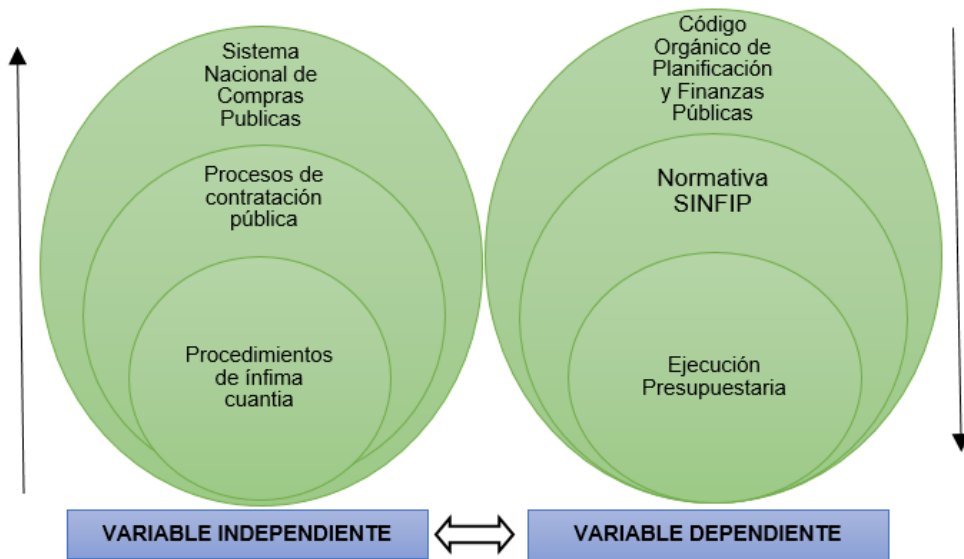 Sistema
Nacional de
Compras
Publicas
Procesos de
contratación
pública
Procedimientos
de ínfima
cuantia
Código
Orgánico de
Planificación
y Finanzas
Públicas
Normativa
SINFIP
Ejecución
Presupuestaria
VARIABLE INDEPENDIENTE
VARIABLE DEPENDIENTE